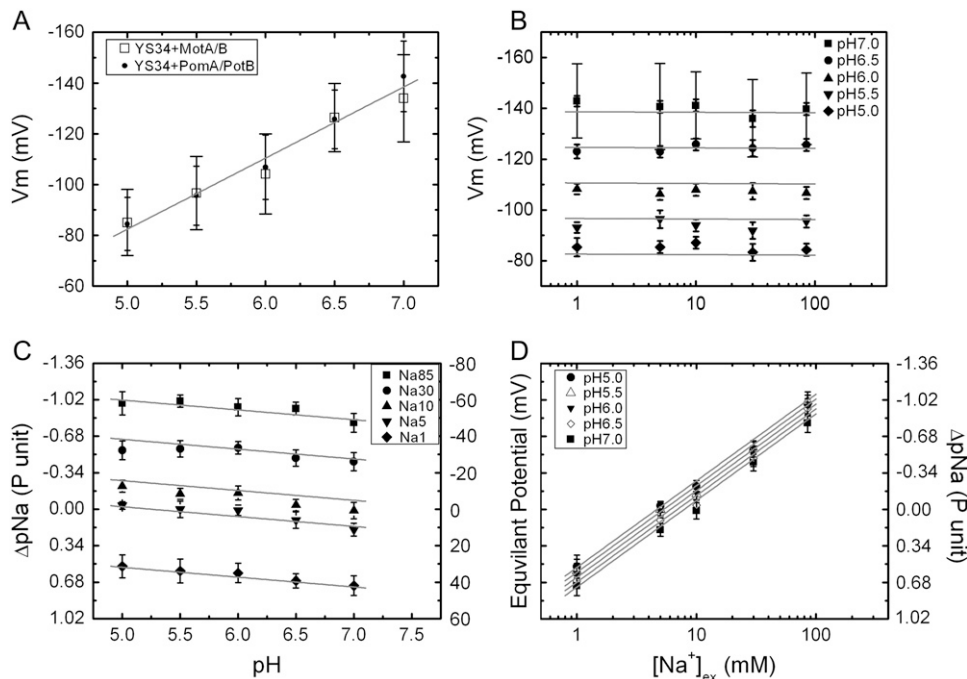 A
Vm (mV)
-160
-140
-120
-100
-80
-60
YS34+MotA/B
YS34+PomA/PotB
5.0 5.5 6.0 6.5 7.0
B
Vm (mV)
-160
-140
-120
-100
-80
pH7.0
pH6.5
pH6.0
pH5.5
pH5.0
1 10 100
C
ΔpNa (P unit)
-1.36
-1.02
-0.68
-0.34
0.00
0.34
0.68
1.02
Na85
Na30
Na10
Na5
Na1
-80
-60
-40
-20
0
20
40
60
5.0 5.5 6.0 6.5 7.0 7.5
pH
D
Equvilant Potential (mV)
pH5.0
pH5.5
pH6.0
pH6.5
pH7.0
-1.36
-1.02
-0.68
-0.34
0.00
0.34
0.68
1.02
ΔpNa (P unit)
1 10 100
[Na⁺]ex (mM)